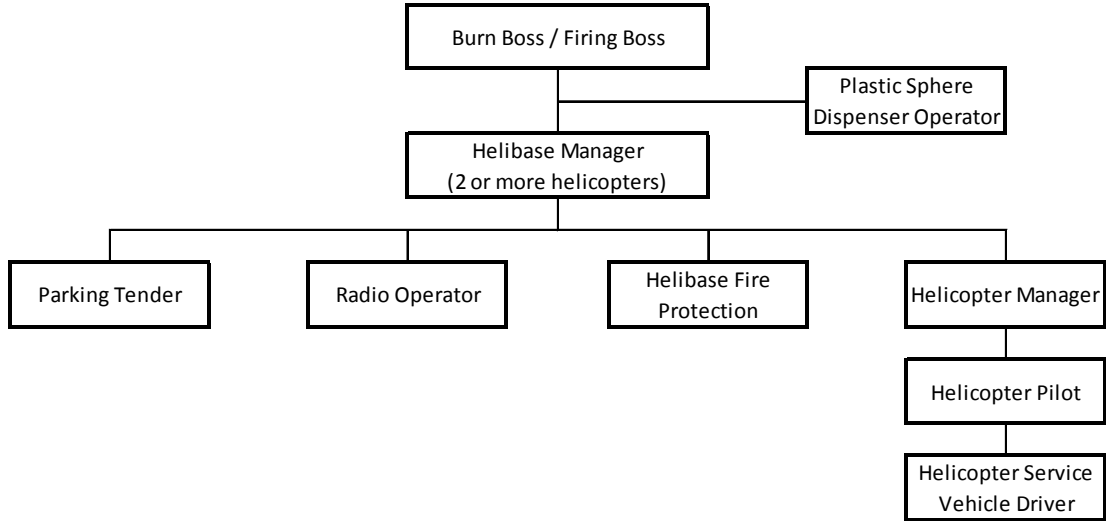 Burn Boss / Firing Boss
Plastic Sphere
Dispenser Operator
Helibase Manager
(2 or more helicopters)
Parking Tender
Radio Operator
Helibase Fire
Protection
Helicopter Manager
Helicopter Pilot
Helicopter Service
Vehicle Driver